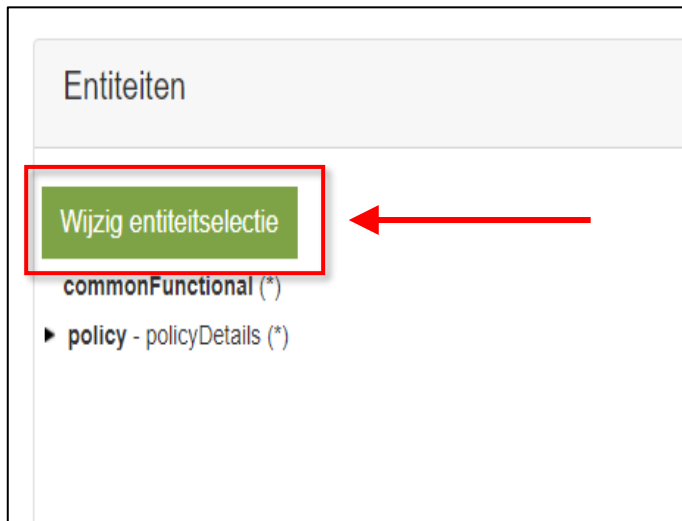 Entiteiten
Wijzig entiteitselectie
commonFunctional (*)
policy - policyDetails (*)